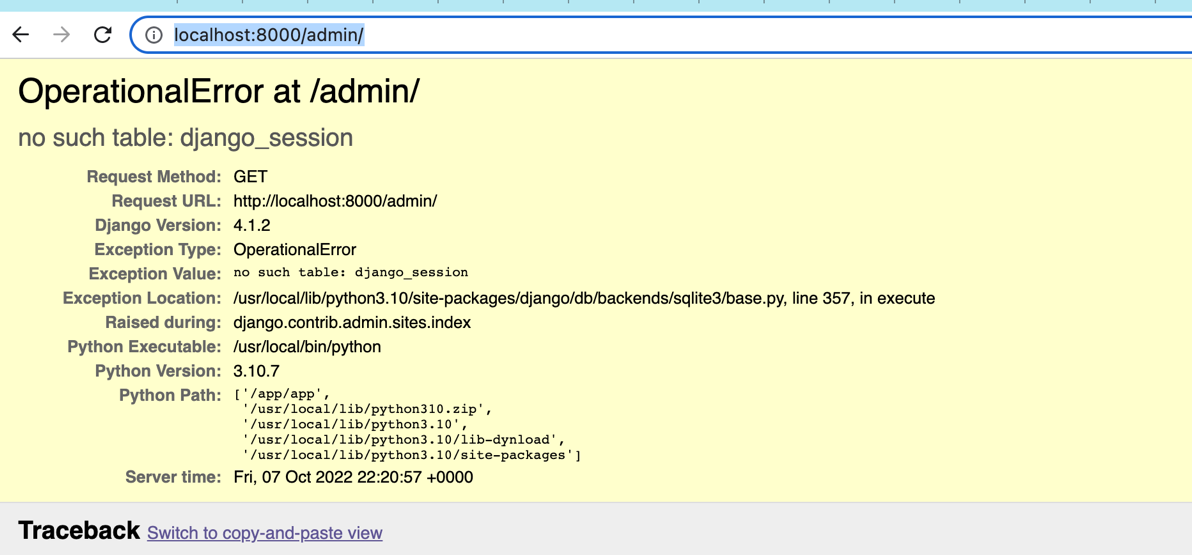 localhost:8000/admin/
OperationalError at /admin/
no such table: django_session
Request Method: GET
Request URL: http://localhost:8000/admin/
Django Version: 4.1.2
Exception Type: OperationalError
Exception Value: no such table: django_session
Exception Location: /usr/local/lib/python3.10/site-packages/django/db/backends/sqlite3/base.py, line 357, in execute
Raised during: django.contrib.admin.sites.index
Python Executable: /usr/local/bin/python
Python Version: 3.10.7
Python Path: ['/app/app',
'/usr/local/lib/python310.zip',
'/usr/local/lib/python3.10',
'/usr/local/lib/python3.10/lib-dynload',
'/usr/local/lib/python3.10/site-packages']
Server time: Fri, 07 Oct 2022 22:20:57 +0000
Traceback Switch to copy-and-paste view